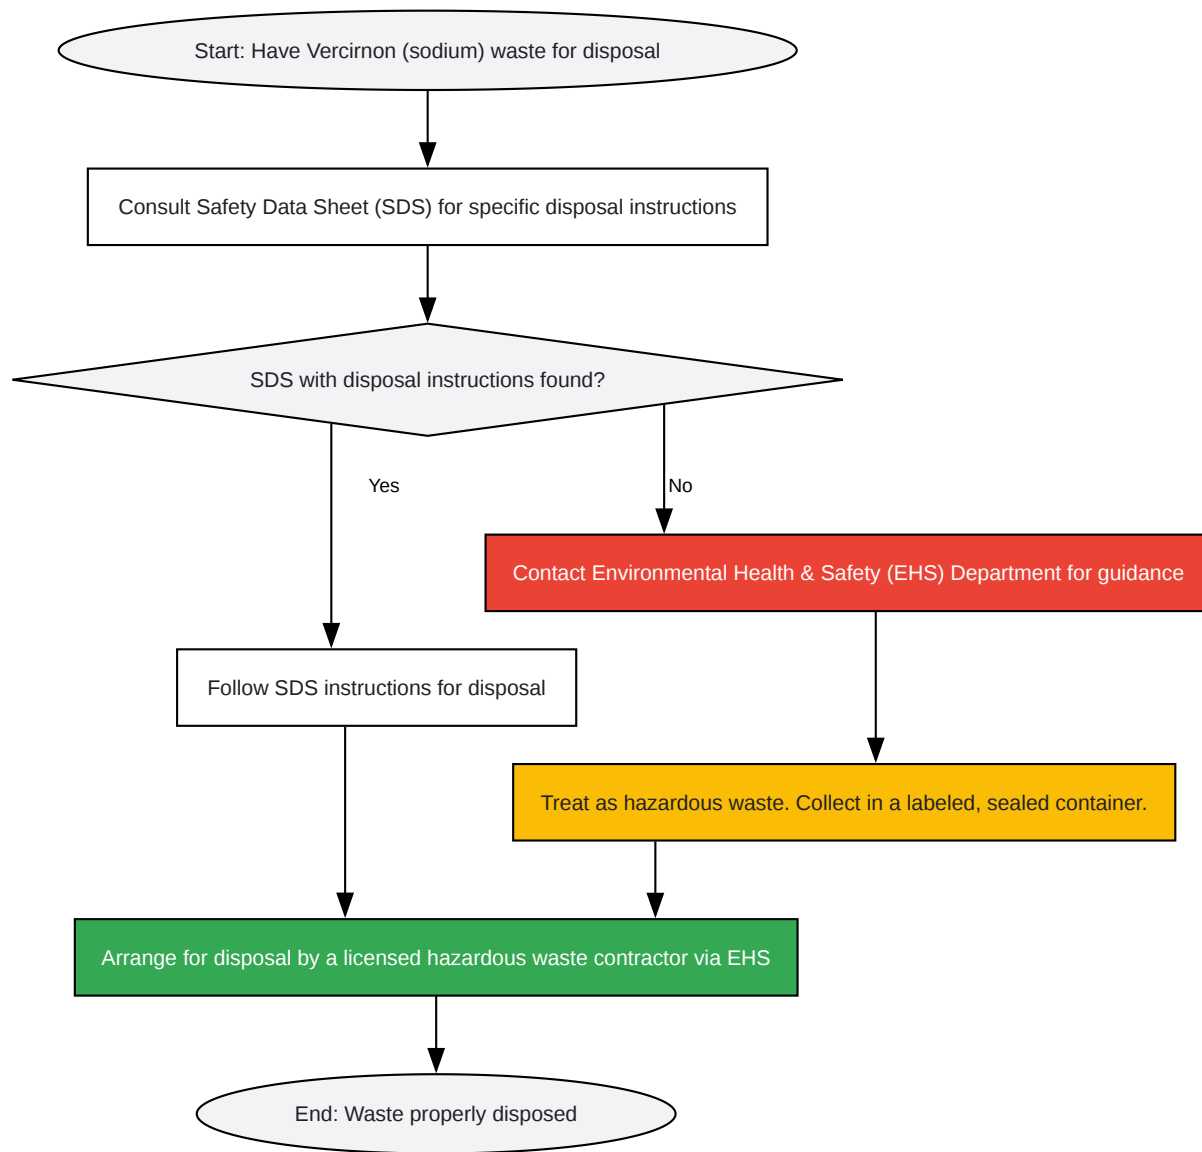 Start: Have Vercirnon (sodium) waste for disposal
Consult Safety Data Sheet (SDS) for specific disposal instructions
SDS with disposal instructions found?
Yes
No
Contact Environmental Health & Safety (EHS) Department for guidance
Follow SDS instructions for disposal
Treat as hazardous waste. Collect in a labeled, sealed container.
Arrange for disposal by a licensed hazardous waste contractor via EHS
End: Waste properly disposed